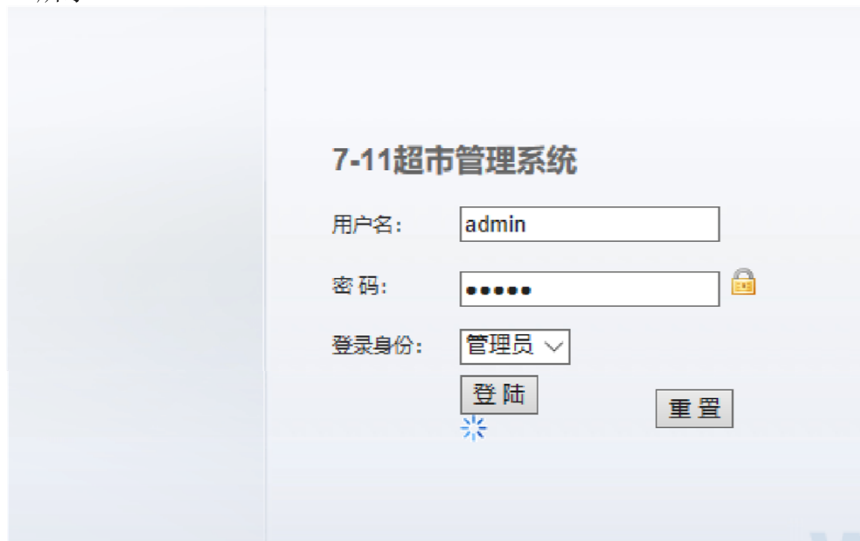 7-11超市管理系统
用户名： admin
密 码： ●●●●●
登录身份： 管理员
登 陆 重 置